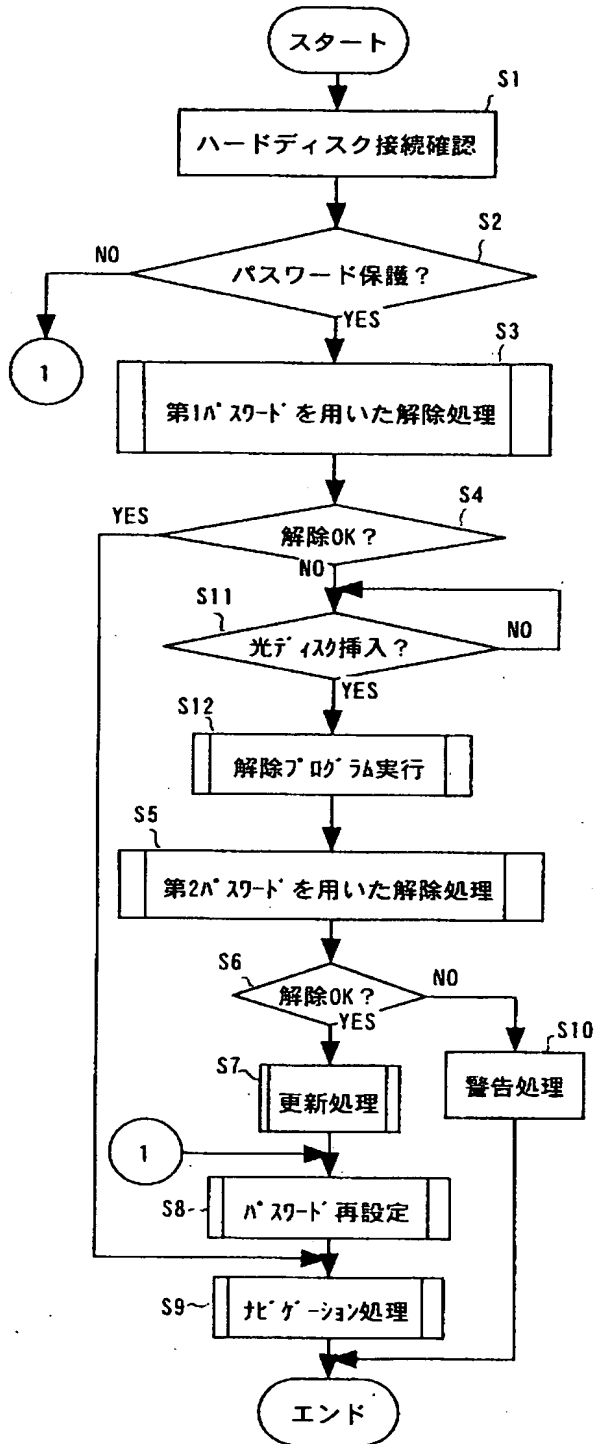 スタート
S1
ハードディスク接続確認
S2
NO
パスワード保護?
YES
1
S3
第1パスワードを用いた解除処理
S4
YES
解除OK?
NO
S11
光ディスク挿入?
NO
YES
S12
解除プログラム実行
S5
第2パスワードを用いた解除処理
S6
解除OK?
NO
YES
S10
S7
更新処理
警告処理
1
S8
パスワード再設定
S9
ナビゲーション処理
エンド